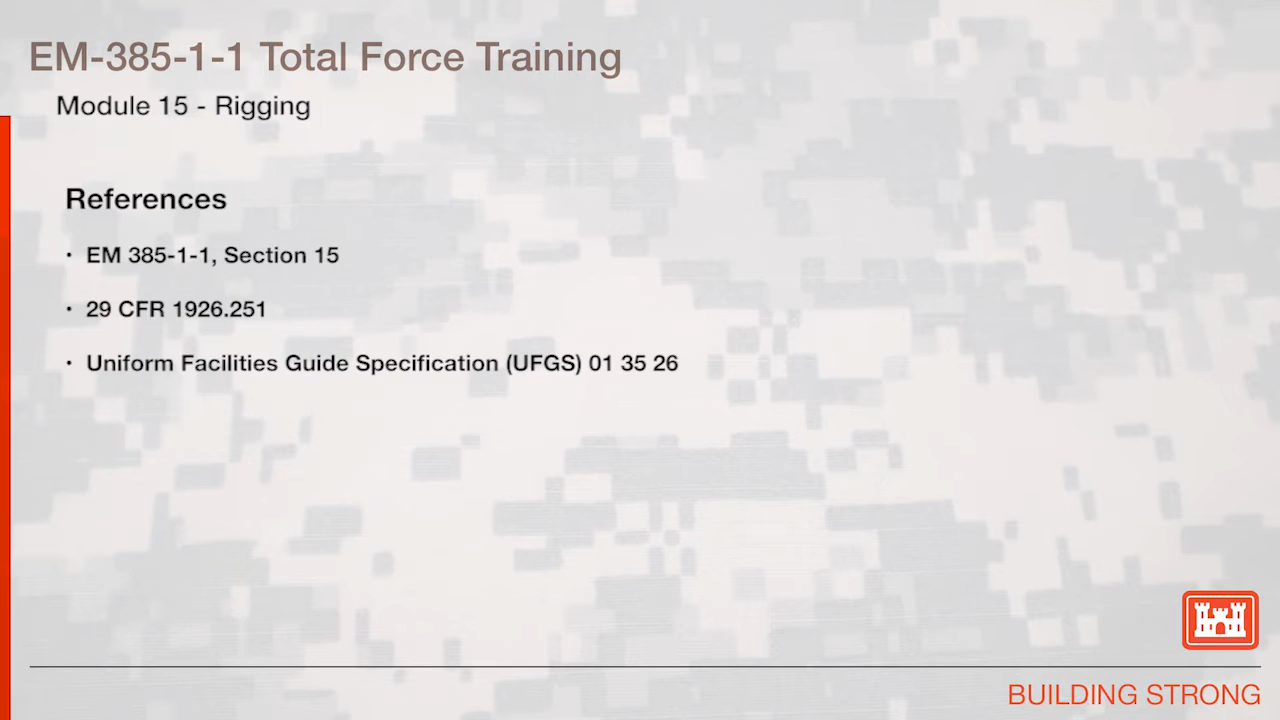 EM-385-1-1 Total Force Training
Module 15 - Rigging
References
· EM 385-1-1, Section 15
· 29 CFR 1926.251
· Uniform Facilities Guide Specification (UFGS) 01 35 26
BUILDING STRONG